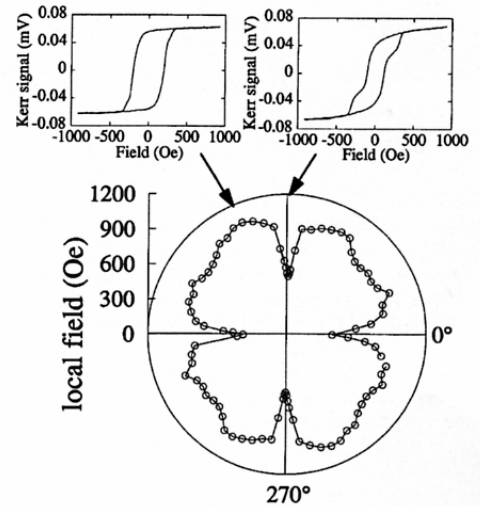 0.08
0.04
0
-0.04
-0.08
Kerr signal (mV)
-1000 -500 0 500 1000
Field (Oe)
0.08
0.04
0
-0.04
-0.08
Kerr signal (mV)
-1000 -500 0 500 1000
Field (Oe)
1200
900
600
300
0
local field (Oe)
0°
270°